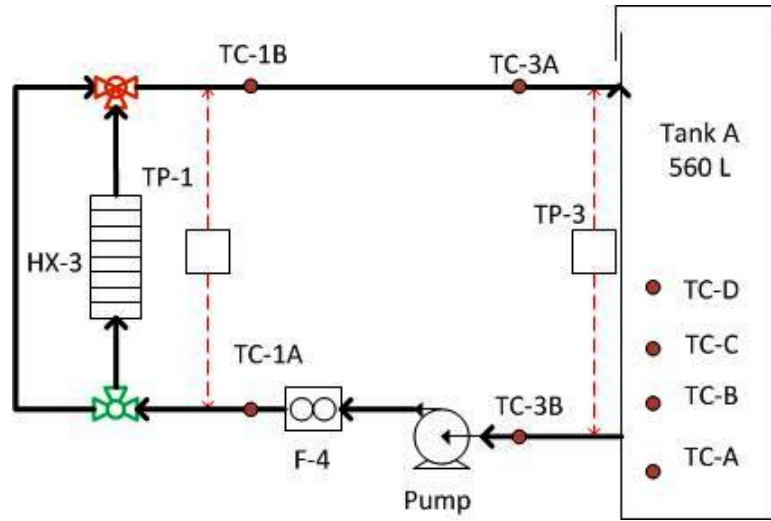 TC-1B
TC-3A
Tank A
560 L
TP-1
TP-3
HX-3
TC-D
TC-C
TC-1A
TC-B
TC-3B
TC-A
F-4
Pump